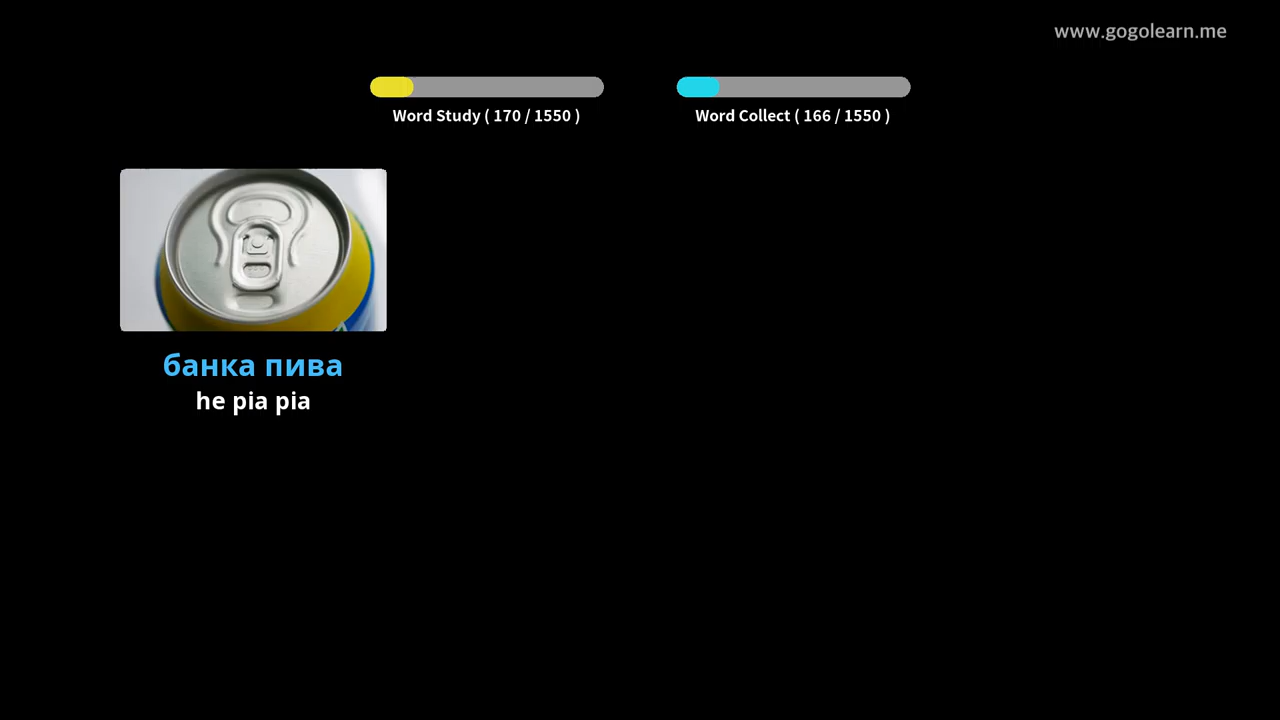 www.gogolearn.me
Word Study ( 170 / 1550 )
Word Collect ( 166 / 1550 )
банка пива
he pia pia